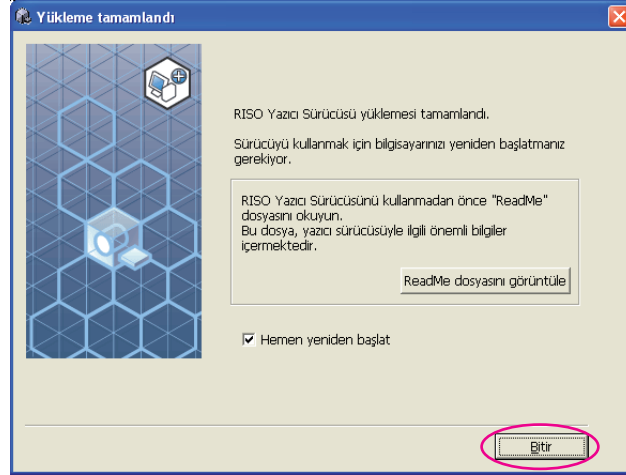 Yükleme tamamlandı
RISO Yazıcı Sürücüsü yüklemesi tamamlandı.
Sürücüyü kullanmak için bilgisayarınızı yeniden başlatmanız
gerekiyor.
RISO Yazıcı Sürücüsünü kullanmadan önce "ReadMe"
dosyasını okuyun.
Bu dosya, yazıcı sürücüsüyle ilgili önemli bilgiler
içermektedir.
ReadMe dosyasını görüntüle
Hemen yeniden başlat
Bitir